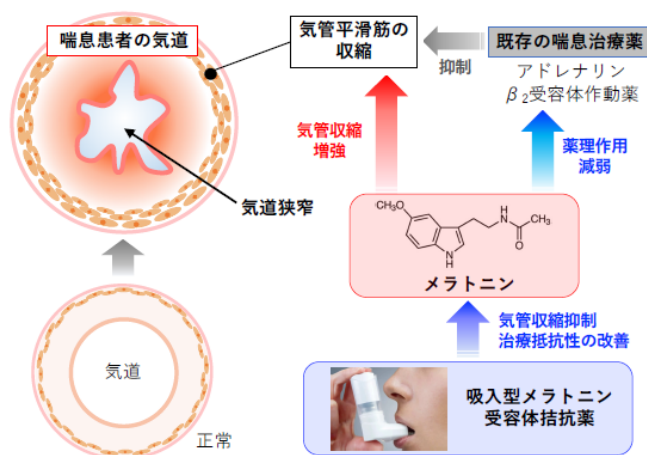 喘息患者の気道
気管平滑筋の
収縮
抑制
既存の喘息治療薬
アドレナリン
β2受容体作動薬
気管収縮
増強
薬理作用
減弱
気道狭窄
CH3O
N
H
H
N
O
CH3
メラトニン
気管収縮抑制
治療抵抗性の改善
気道
正常
吸入型メラトニン
受容体拮抗薬